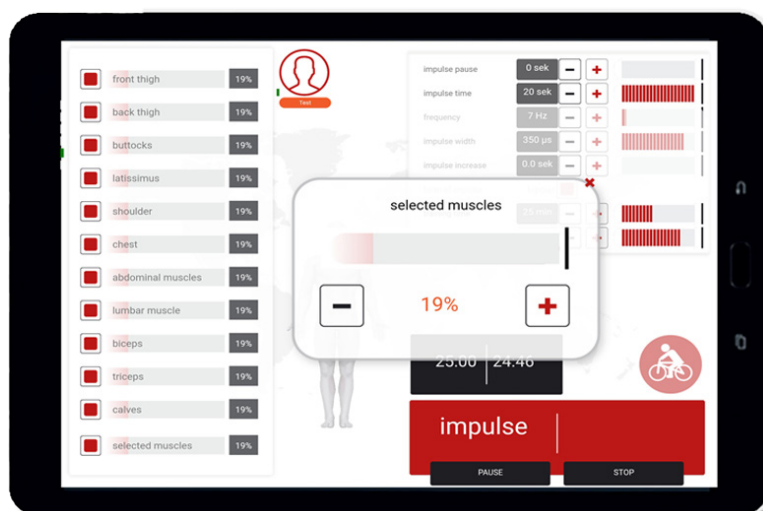 front thigh 19%
back thigh 19%
buttocks 19%
latissimus 19%
shoulder 19%
chest 19%
abdominal muscles 19%
lumbar muscle 19%
biceps 19%
triceps 19%
calves 19%
selected muscles 19%
Test
impulse pause 0 sek − +
impulse time 20 sek − +
frequency 7 Hz − +
impulse width 350 µs − +
impulse increase 0.0 sek − +
selected muscles
− 19% +
25:00 24:46
impulse
PAUSE STOP